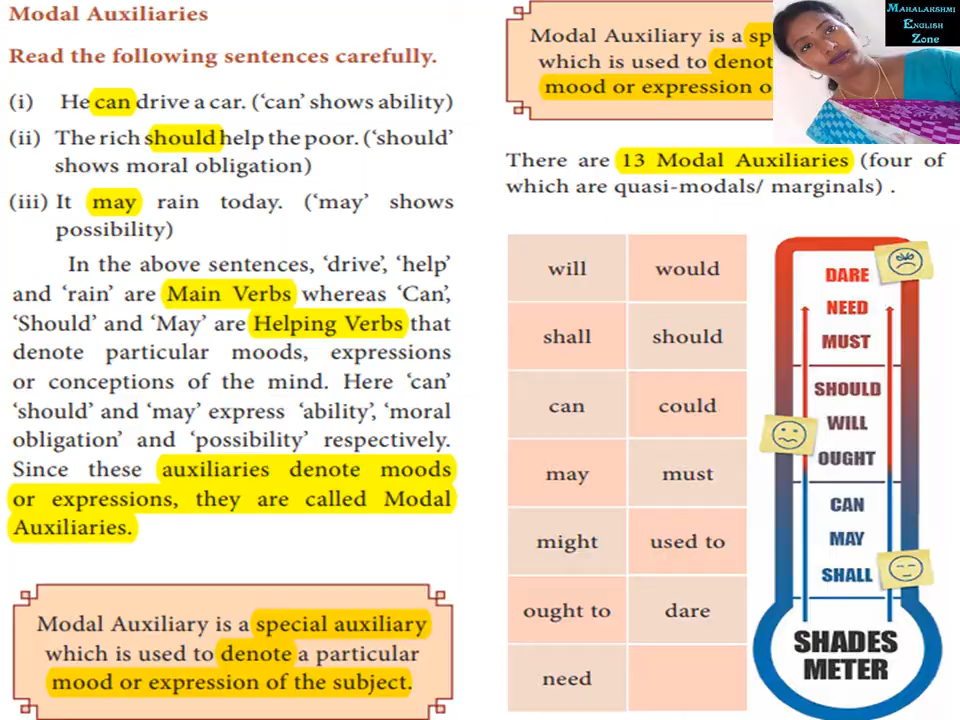 Modal Auxiliaries
Read the following sentences carefully.
(i) He can drive a car. (‘can’ shows ability)
(ii) The rich should help the poor. (‘should’
shows moral obligation)
(iii) It may rain today. (‘may’ shows
possibility)
In the above sentences, ‘drive’, ‘help’
and ‘rain’ are Main Verbs whereas ‘Can’,
‘Should’ and ‘May’ are Helping Verbs that
denote particular moods, expressions
or conceptions of the mind. Here ‘can’
‘should’ and ‘may’ express ‘ability’, ‘moral
obligation’ and ‘possibility’ respectively.
Since these auxiliaries denote moods
or expressions, they are called Modal
Auxiliaries.
Modal Auxiliary is a special auxiliary
which is used to denote a particular
mood or expression of the subject.
Modal Auxiliary is a
which is used to denot
mood or expression o
Mahalakshmi
English
Zone
There are 13 Modal Auxiliaries (four of
which are quasi-modals/ marginals) .
will would
shall should
can could
may must
might used to
ought to dare
need
DARE
NEED
MUST
SHOULD
WILL
OUGHT
CAN
MAY
SHALL
SHADES
METER